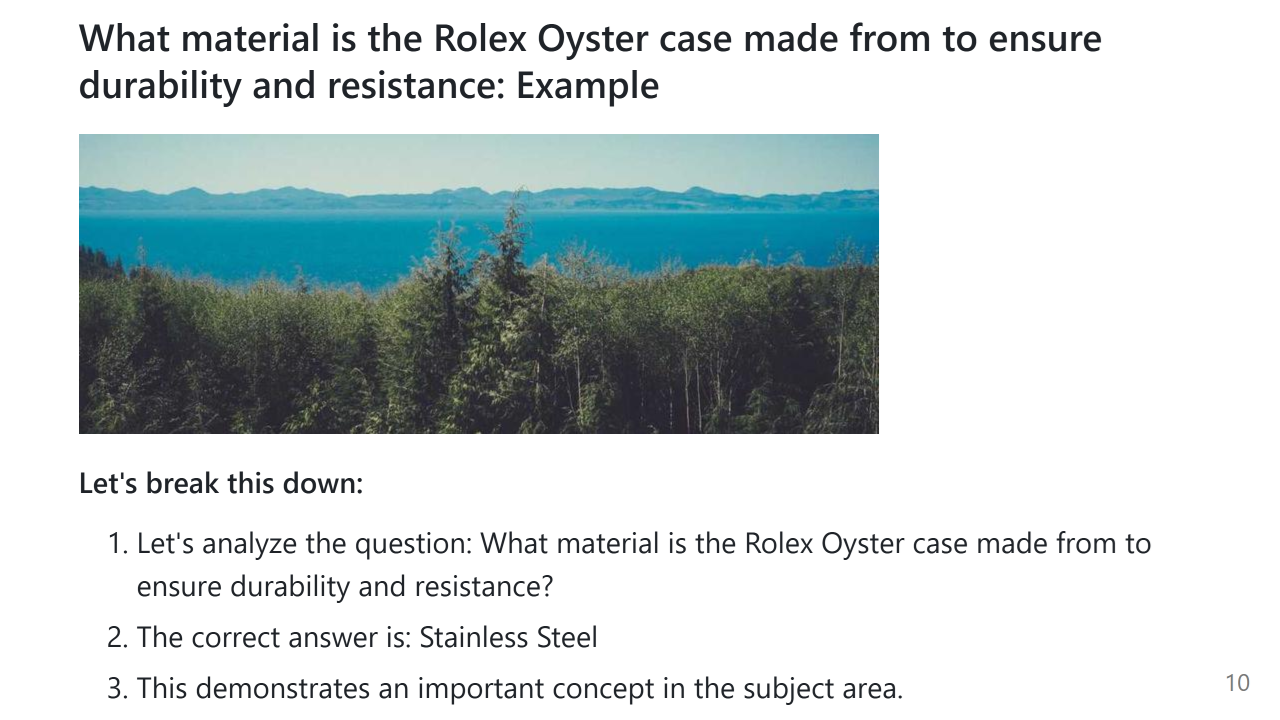 What material is the Rolex Oyster case made from to ensure
durability and resistance: Example
Let's break this down:
1. Let's analyze the question: What material is the Rolex Oyster case made from to
ensure durability and resistance?
2. The correct answer is: Stainless Steel
3. This demonstrates an important concept in the subject area.
10